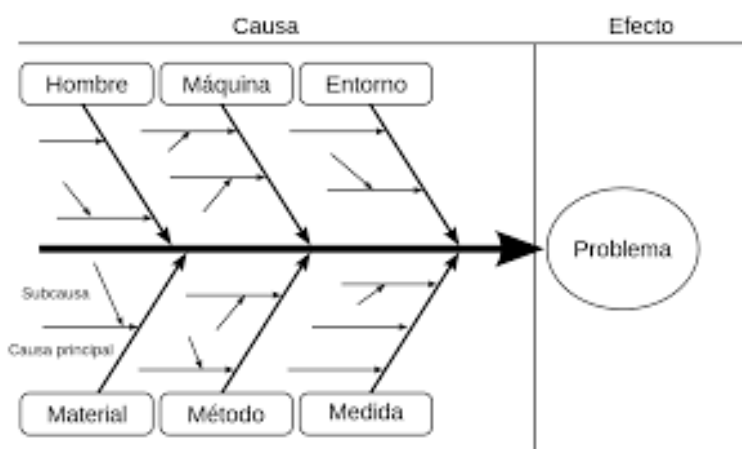 Causa
Efecto
Hombre
Máquina
Entorno
Problema
Subcausa
Causa principal
Material
Método
Medida